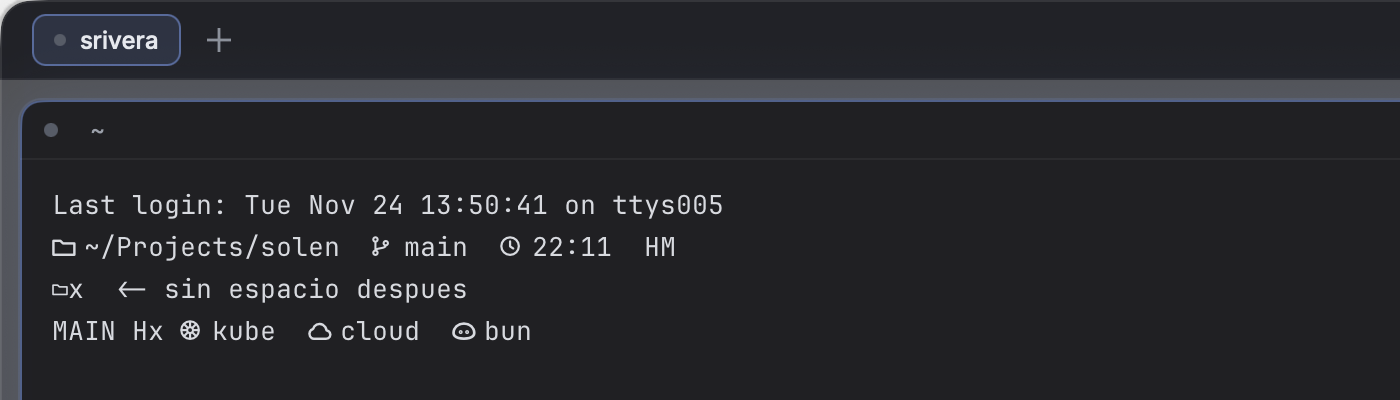 srivera
~
Last login: Tue Nov 24 13:50:41 on ttys005
~/Projects/solen main 22:11 HM
x ← sin espacio despues
MAIN Hx kube cloud bun